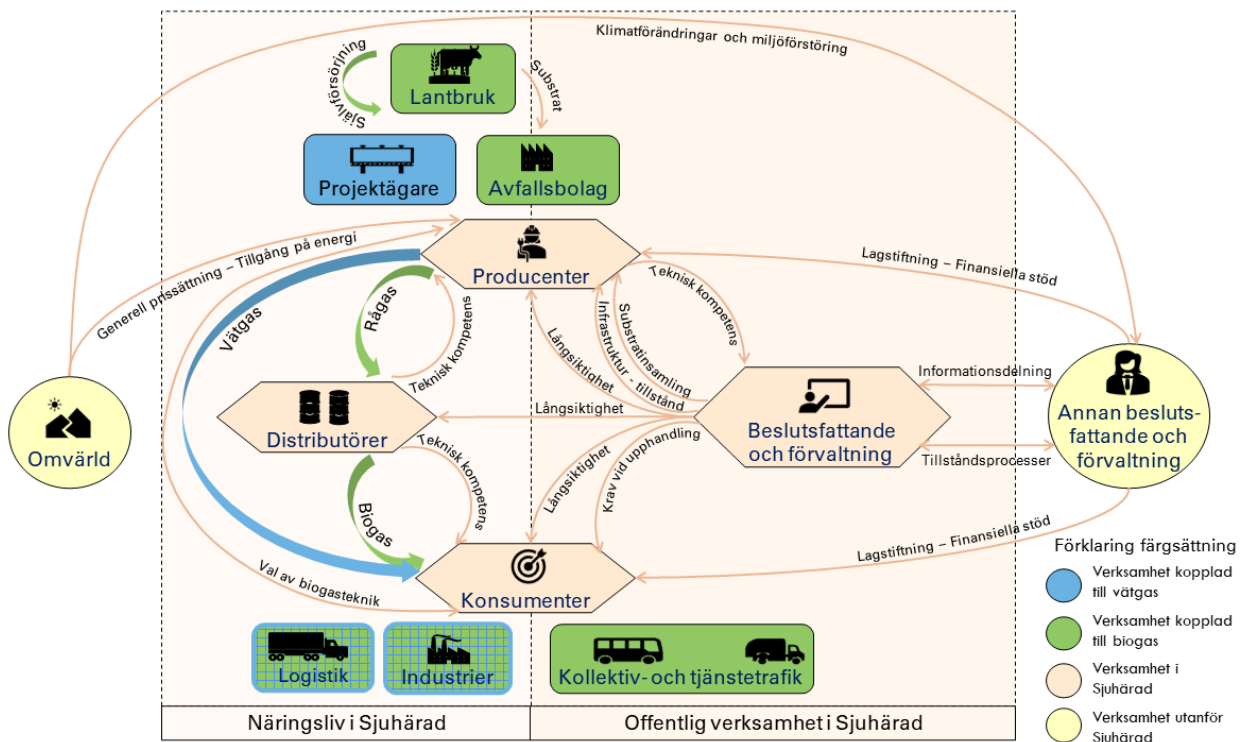 Klimatförändringar och miljöförstöring
Självförsörjning
Lantbruk
Substrat
Projektägare
Avfallsbolag
Generell prissättning – Tillgång på energi
Producenter
Lagstiftning – Finansiella stöd
Teknisk kompetens
Vätgas
Rågas
Teknisk kompetens
Långsiktighet
Infrastruktur - tillstånd
Substratinsamling
Informationsdelning
Omvärld
Distributörer
Långsiktighet
Beslutsfattande
och förvaltning
Annan besluts-
fattande och
förvaltning
Tillståndsprocesser
Teknisk kompetens
Långsiktighet
Krav vid upphandling
Biogas
Lagstiftning – Finansiella stöd
Val av biogasteknik
Konsumenter
Logistik
Industrier
Kollektiv- och tjänstetrafik
Näringsliv i Sjuhärad
Offentlig verksamhet i Sjuhärad
Förklaring färgsättning
Verksamhet kopplad
till vätgas
Verksamhet kopplad
till biogas
Verksamhet i
Sjuhärad
Verksamhet utanför
Sjuhärad